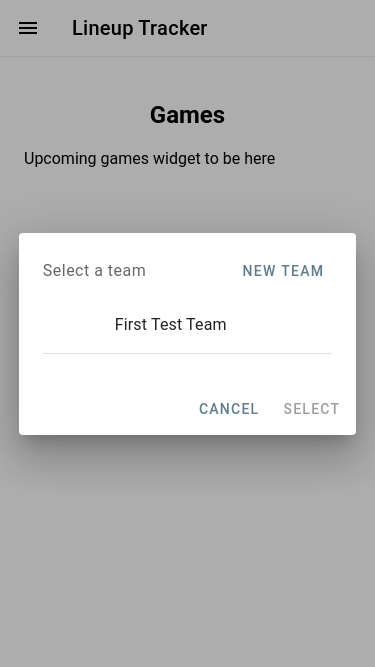 Lineup Tracker
Games
Upcoming games widget to be here
Select a team
NEW TEAM
First Test Team
CANCEL
SELECT